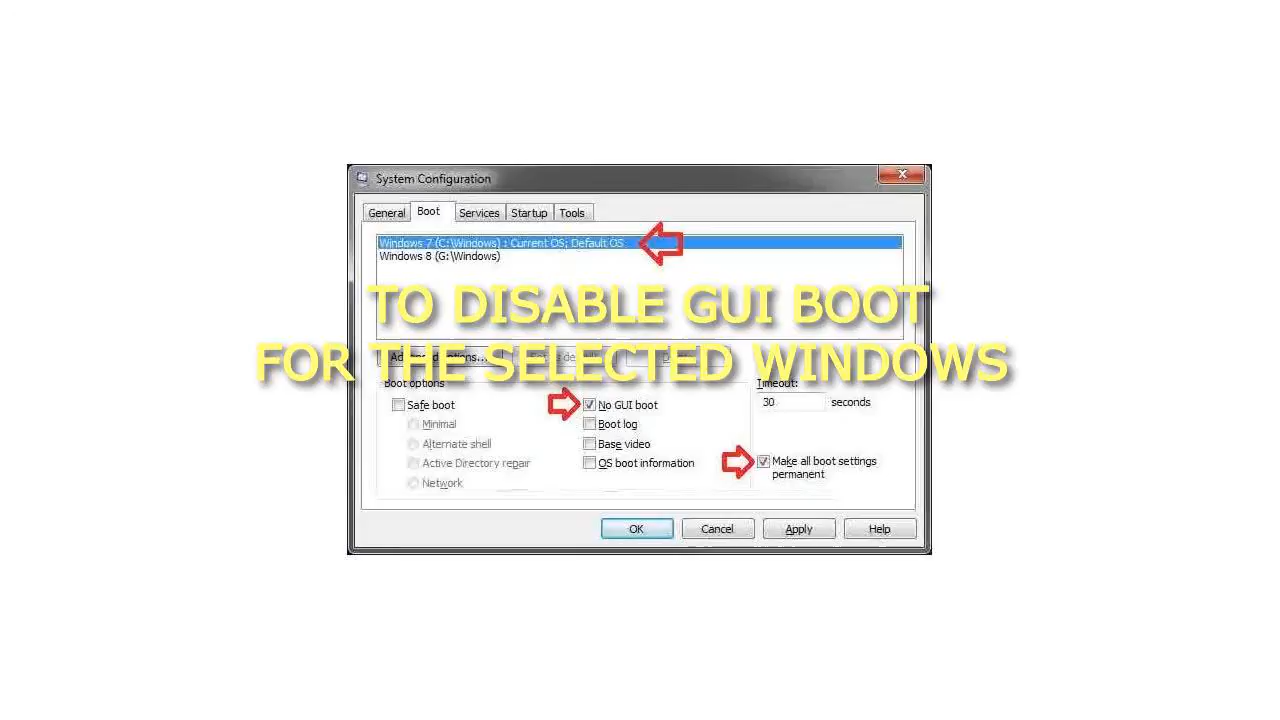 System Configuration
General Boot Services Startup Tools
Windows 7 (C:\Windows) : Current OS; Default OS
Windows 8 (G:\Windows)
TO DISABLE GUI BOOT
FOR THE SELECTED WINDOWS
Boot options
Timeout:
Safe boot
No GUI boot
30 seconds
Minimal
Boot log
Alternate shell
Base video
Active Directory repair
OS boot information
Make all boot settings
permanent
Network
OK Cancel Apply Help